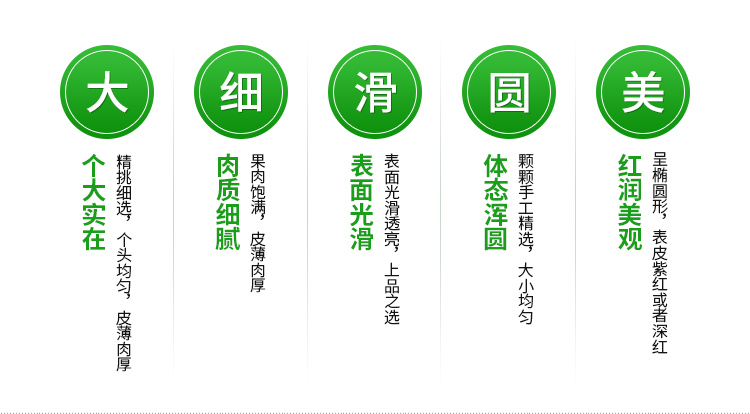 大
个大实在
精挑细选，个头均匀，皮薄肉厚
细
肉质细腻
果肉饱满，皮薄肉厚
滑
表面光滑
表面光滑透亮，上品之选
圆
体态浑圆
颗颗手工精选，大小均匀
美
红润美观
呈椭圆形，表皮紫红或者深红